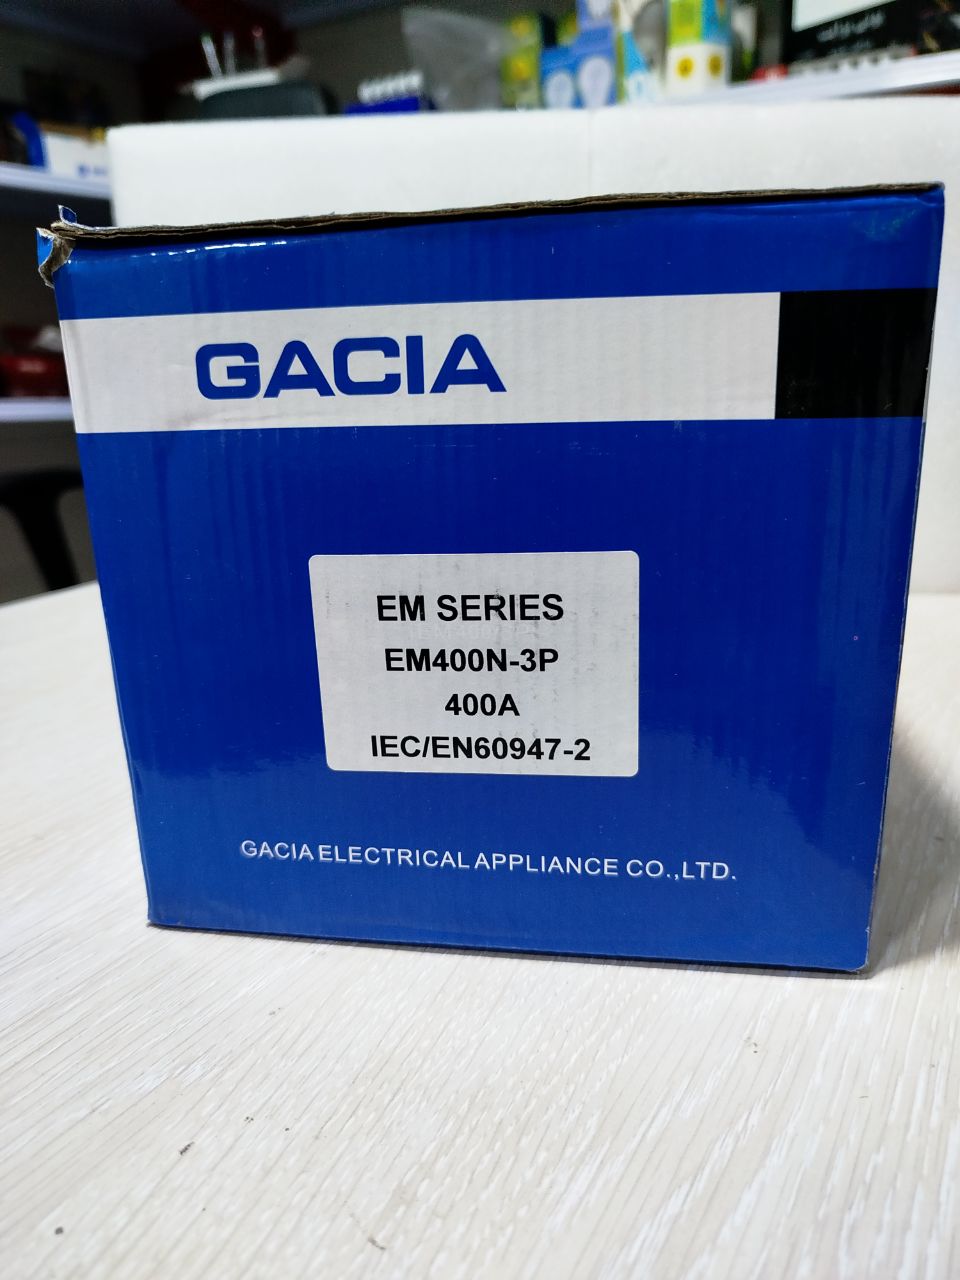 GACIA
EM SERIES
EM400N-3P
400A
IEC/EN60947-2
GACIA ELECTRICAL APPLIANCE CO.,LTD.